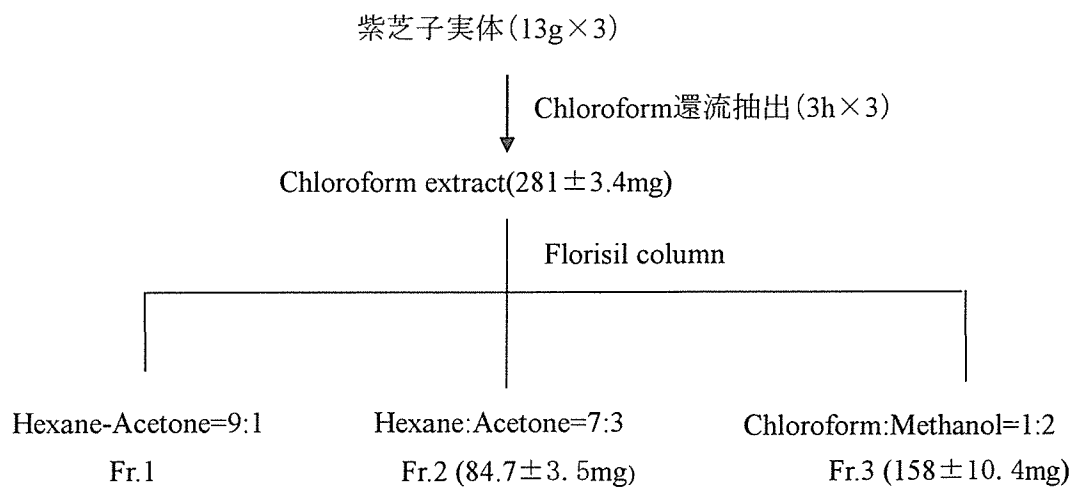 紫芝子実体(13g×3)
Chloroform還流抽出(3h×3)
Chloroform extract(281±3.4mg)
Florisil column
Hexane-Acetone=9:1
Hexane:Acetone=7:3
Chloroform:Methanol=1:2
Fr.1
Fr.2 (84.7±3.5mg)
Fr.3 (158±10.4mg)